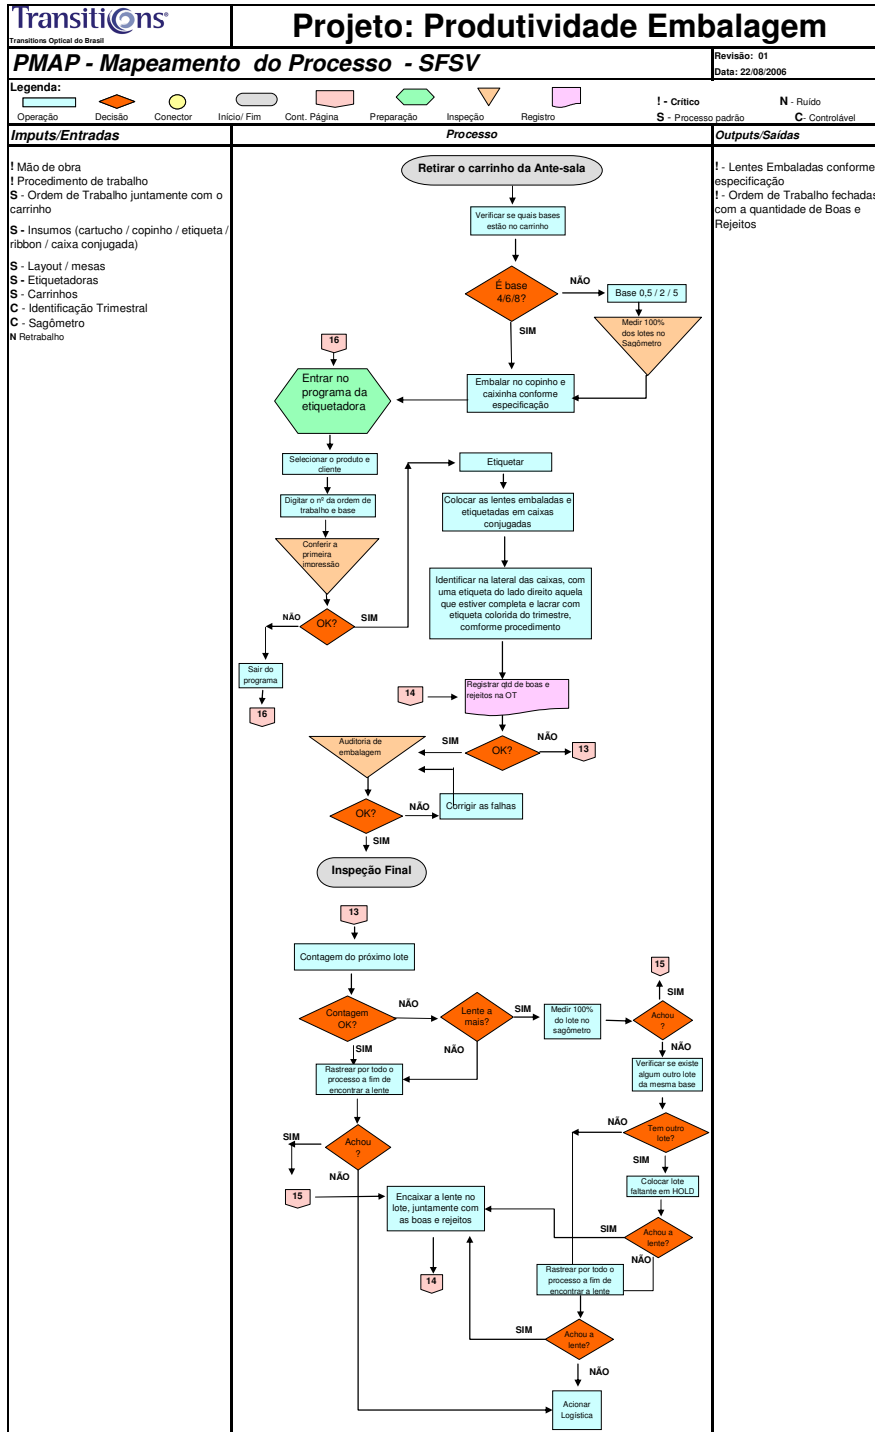 Transitions®
Transitions Optical do Brasil
Projeto: Produtividade Embalagem
PMAP - Mapeamento do Processo - SFSV
Revisão: 01
Data: 22/08/2006
Legenda:
Operação
Decisão
Conector
Início/ Fim
Cont. Página
Preparação
Inspeção
Registro
! - Crítico
N - Ruído
S - Processo padrão
C- Controlável
Imputs/Entradas
Processo
Outputs/Saídas
! Mão de obra
! Procedimento de trabalho
S - Ordem de Trabalho juntamente com o
carrinho
S - Insumos (cartucho / copinho / etiqueta /
ribbon / caixa conjugada)
S - Layout / mesas
S - Etiquetadoras
S - Carrinhos
C - Identificação Trimestral
C - Sagômetro
N Retrabalho
! - Lentes Embaladas conforme
especificação
! - Ordem de Trabalho fechadas
com a quantidade de Boas e
Rejeitos
Retirar o carrinho da Ante-sala
Verificar se quais bases
estão no carrinho
É base
4/6/8?
NÃO
Base 0,5 / 2 / 5
SIM
Medir 100%
dos lotes no
Sagômetro
16
Entrar no
programa da
etiquetadora
Embalar no copinho e
caixinha conforme
especificação
Selecionar o produto e
cliente
Etiquetar
Digitar o nº da ordem de
trabalho e base
Colocar as lentes embaladas e
etiquetadas em caixas
conjugadas
Conferir a
primeira
impressão
Identificar na lateral das caixas, com
uma etiqueta do lado direito aquela
que estiver completa e lacrar com
etiqueta colorida do trimestre,
comforme procedimento
NÃO
OK?
SIM
Sair do
programa
16
14
Registrar qtd de boas e
rejeitos na OT
Auditoria de
embalagem
SIM
OK?
NÃO
13
OK?
NÃO
Corrigir as falhas
SIM
Inspeção Final
13
Contagem do próximo lote
15
SIM
Contagem
OK?
NÃO
Lente a
mais?
SIM
Medir 100%
do lote no
sagômetro
Achou
?
SIM
NÃO
NÃO
Rastrear por todo o
processo a fim de
encontrar a lente
Verificar se existe
algum outro lote
da mesma base
SIM
Achou
?
NÃO
NÃO
Tem outro
lote?
SIM
Colocar lote
faltante em HOLD
15
Encaixar a lente no
lote, juntamente com
as boas e rejeitos
SIM
Achou a
lente?
NÃO
14
Rastrear por todo o
processo a fim de
encontrar a lente
SIM
Achou a
lente?
NÃO
Acionar
Logística